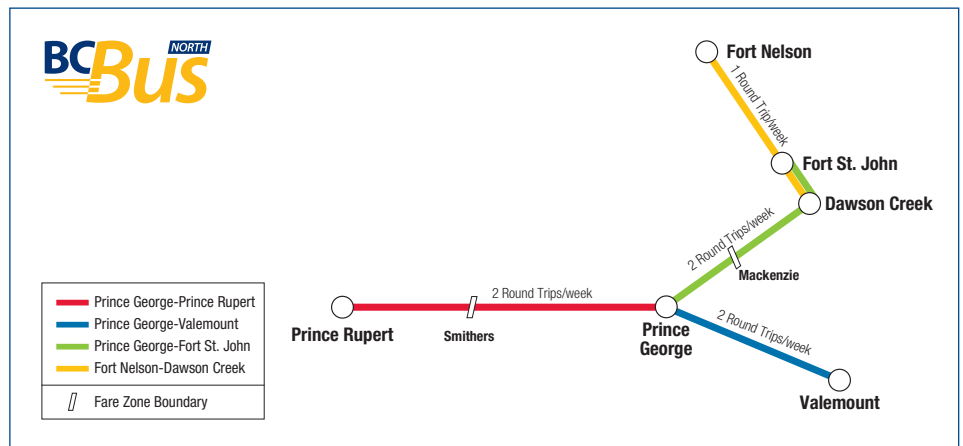 BC Bus NORTH
Fort Nelson
1 Round Trip/week
Fort St. John
Dawson Creek
2 Round Trips/week
Mackenzie
2 Round Trips/week
Prince Rupert
Smithers
Prince
George
2 Round Trips/week
Valemount
Prince George-Prince Rupert
Prince George-Valemount
Prince George-Fort St. John
Fort Nelson-Dawson Creek
Fare Zone Boundary